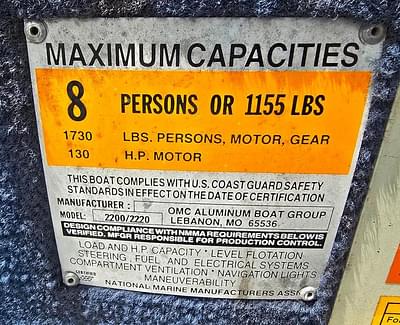 MAXIMUM CAPACITIES
8 PERSONS OR 1155 LBS
1730 LBS. PERSONS, MOTOR, GEAR
130 H.P. MOTOR
THIS BOAT COMPLIES WITH U.S. COAST GUARD SAFETY
STANDARDS IN EFFECT ON THE DATE OF CERTIFICATION
MANUFACTURER : OMC ALUMINUM BOAT GROUP
MODEL: 2200/2220 LEBANON, MO 65536
DESIGN COMPLIANCE WITH NMMA REQUIREMENTS BELOW IS
VERIFIED. MFGR RESPONSIBLE FOR PRODUCTION CONTROL.
LOAD AND H.P. CAPACITY • LEVEL FLOTATION
STEERING, FUEL AND ELECTRICAL SYSTEMS
COMPARTMENT VENTILATION • NAVIGATION LIGHTS
MANEUVERABILITY
CERTIFIED
NATIONAL MARINE MANUFACTURERS ASSN